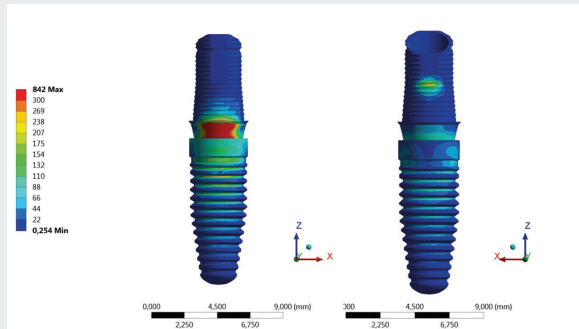 842 Max
300
269
238
207
175
154
132
110
88
66
44
22
0,254 Min
Z
Y
X
Z
X
Y
0,000 4,500 9,000 (mm)
2,250 6,750
0,000 4,500 9,000 (mm)
2,250 6,750